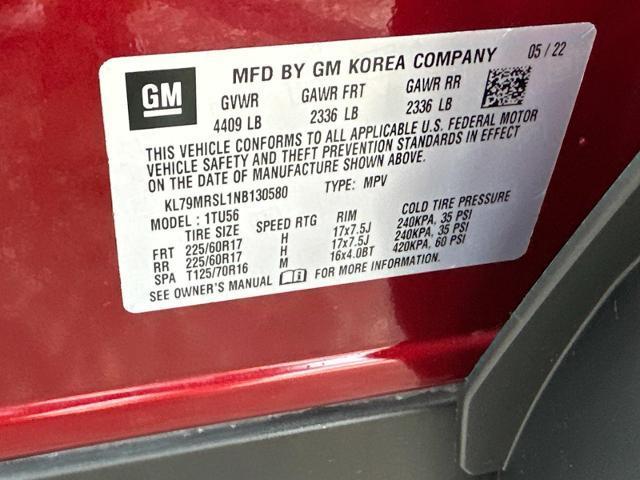 GM
MFD BY GM KOREA COMPANY 05/22
GVWR GAWR FRT GAWR RR
4409 LB 2336 LB 2336 LB
THIS VEHICLE CONFORMS TO ALL APPLICABLE U.S. FEDERAL MOTOR
VEHICLE SAFETY AND THEFT PREVENTION STANDARDS IN EFFECT
ON THE DATE OF MANUFACTURE SHOWN ABOVE.
KL79MRSL1NB130580 TYPE: MPV
MODEL: 1TU56
TIRE SIZE SPEED RTG RIM COLD TIRE PRESSURE
FRT 225/60R17 H 17x7.5J 240KPA, 35 PSI
RR 225/60R17 H 17x7.5J 240KPA, 35 PSI
SPA T125/70R16 M 16x4.0BT 420KPA, 60 PSI
SEE OWNER'S MANUAL FOR MORE INFORMATION.